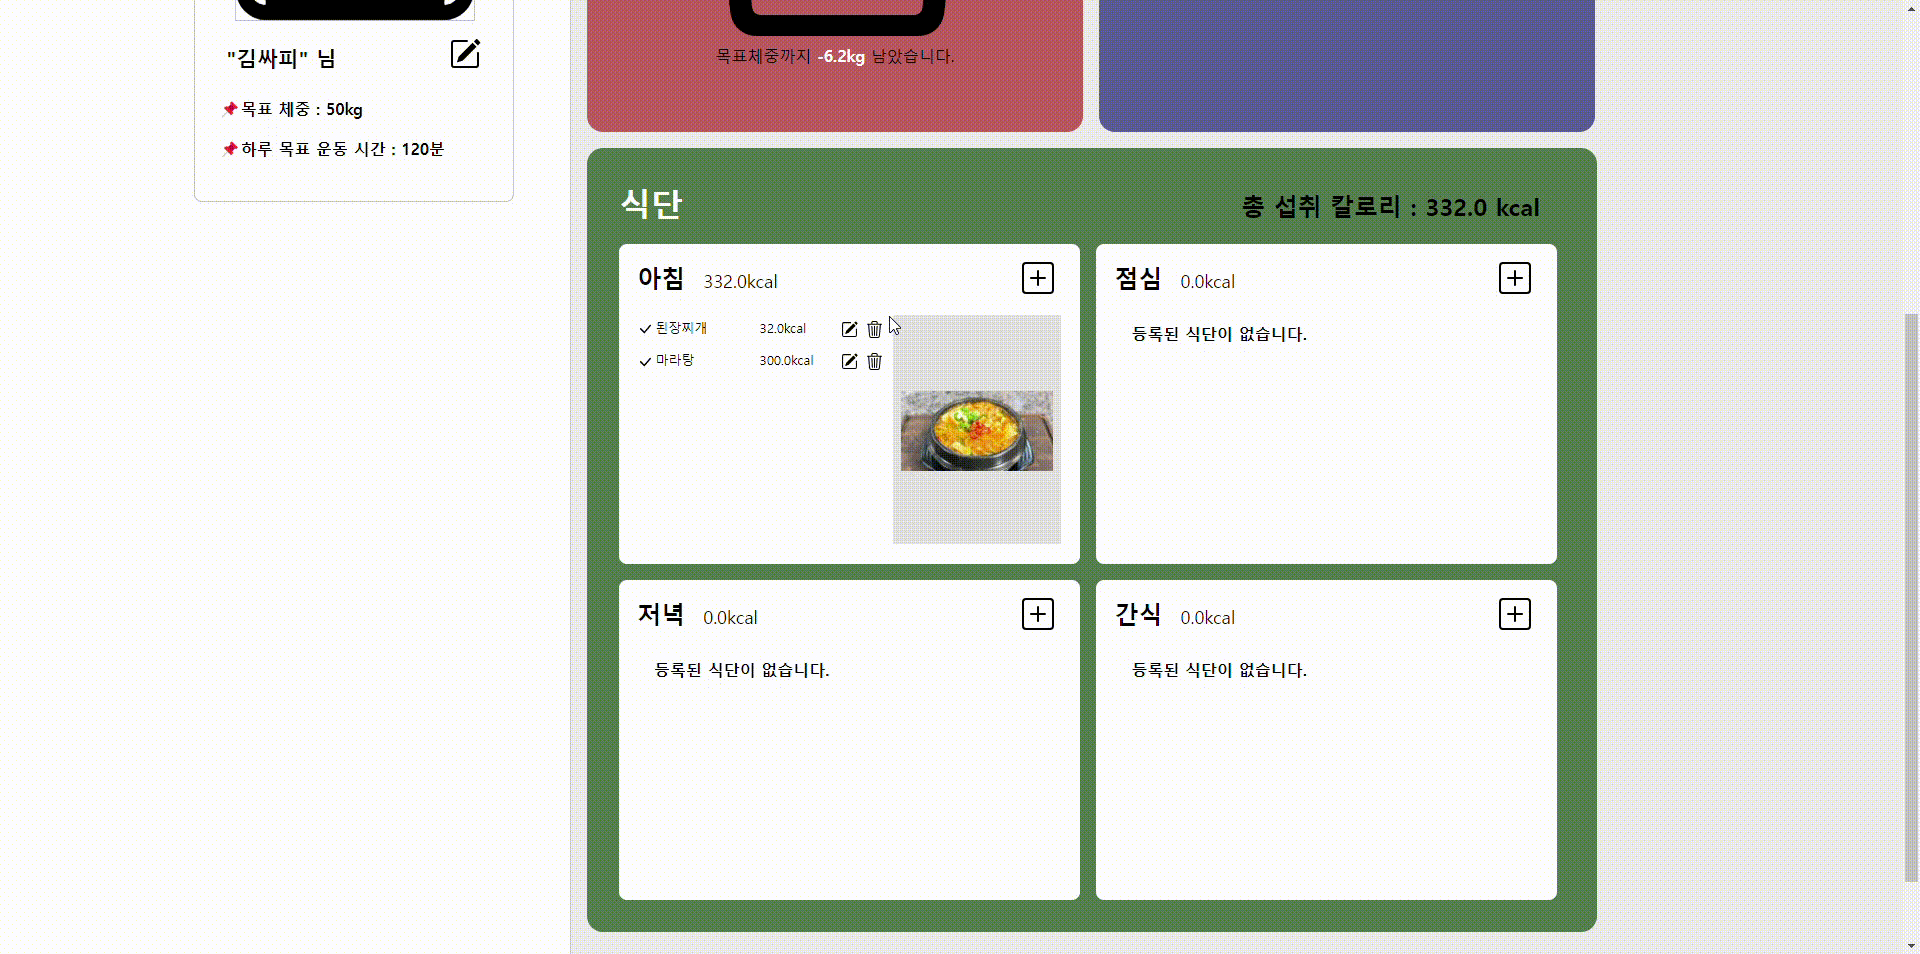 "김싸피" 님
📌목표 체중 : 50kg
📌하루 목표 운동 시간 : 120분
목표체중까지 -6.2kg 남았습니다.
식단
총 섭취 칼로리 : 332.0 kcal
아침 332.0kcal
된장찌개 32.0kcal
마라탕 300.0kcal
점심 0.0kcal
등록된 식단이 없습니다.
저녁 0.0kcal
등록된 식단이 없습니다.
간식 0.0kcal
등록된 식단이 없습니다.